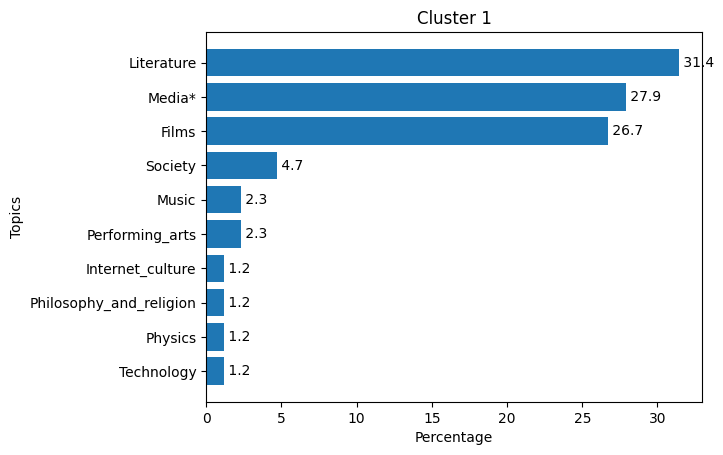 Cluster 1
Topics
Literature 31.4
Media* 27.9
Films 26.7
Society 4.7
Music 2.3
Performing_arts 2.3
Internet_culture 1.2
Philosophy_and_religion 1.2
Physics 1.2
Technology 1.2
0 5 10 15 20 25 30
Percentage